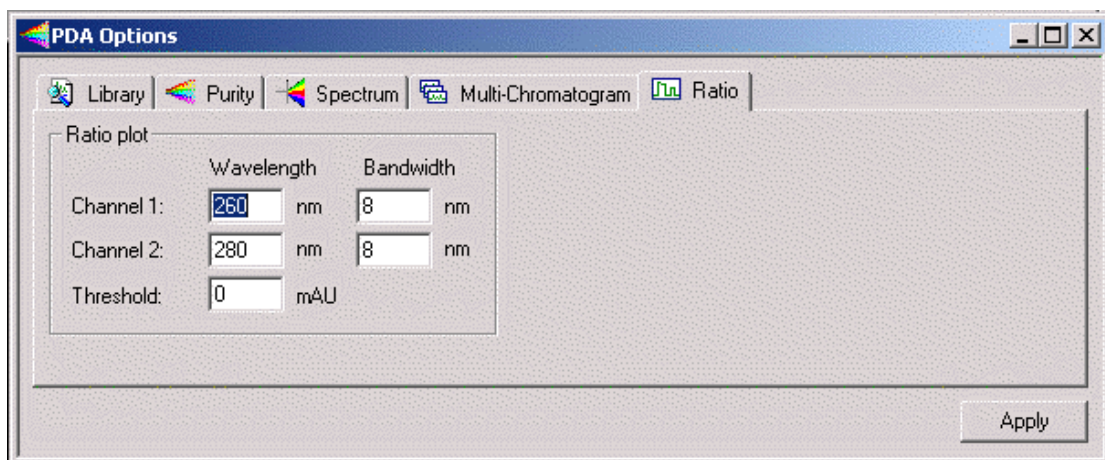 PDA Options
Library Purity Spectrum Multi-Chromatogram Ratio
Ratio plot
Wavelength Bandwidth
Channel 1: 260 nm 8 nm
Channel 2: 280 nm 8 nm
Threshold: 0 mAU
Apply